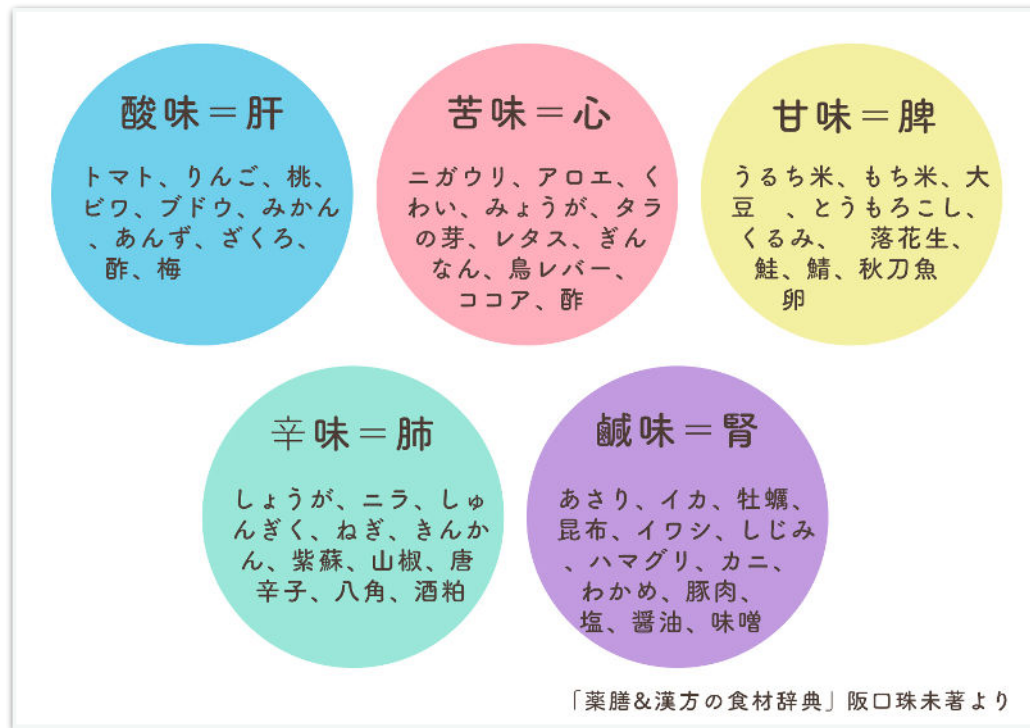 酸味＝肝
トマト、りんご、桃、
ビワ、ブドウ、みかん
、あんず、ざくろ、
酢、梅
苦味＝心
ニガウリ、アロエ、く
わい、みょうが、タラ
の芽、レタス、ぎん
なん、鳥レバー、
ココア、酢
甘味＝脾
うるち米、もち米、大
豆　、とうもろこし、
くるみ、　落花生、
鮭、鯖、秋刀魚
卵
辛味＝肺
しょうが、ニラ、しゅ
んぎく、ねぎ、きんか
ん、紫蘇、山椒、唐
辛子、八角、酒粕
鹹味＝腎
あさり、イカ、牡蠣、
昆布、イワシ、しじみ
、ハマグリ、カニ、
わかめ、豚肉、
塩、醤油、味噌
「薬膳&漢方の食材辞典」阪口珠未著より